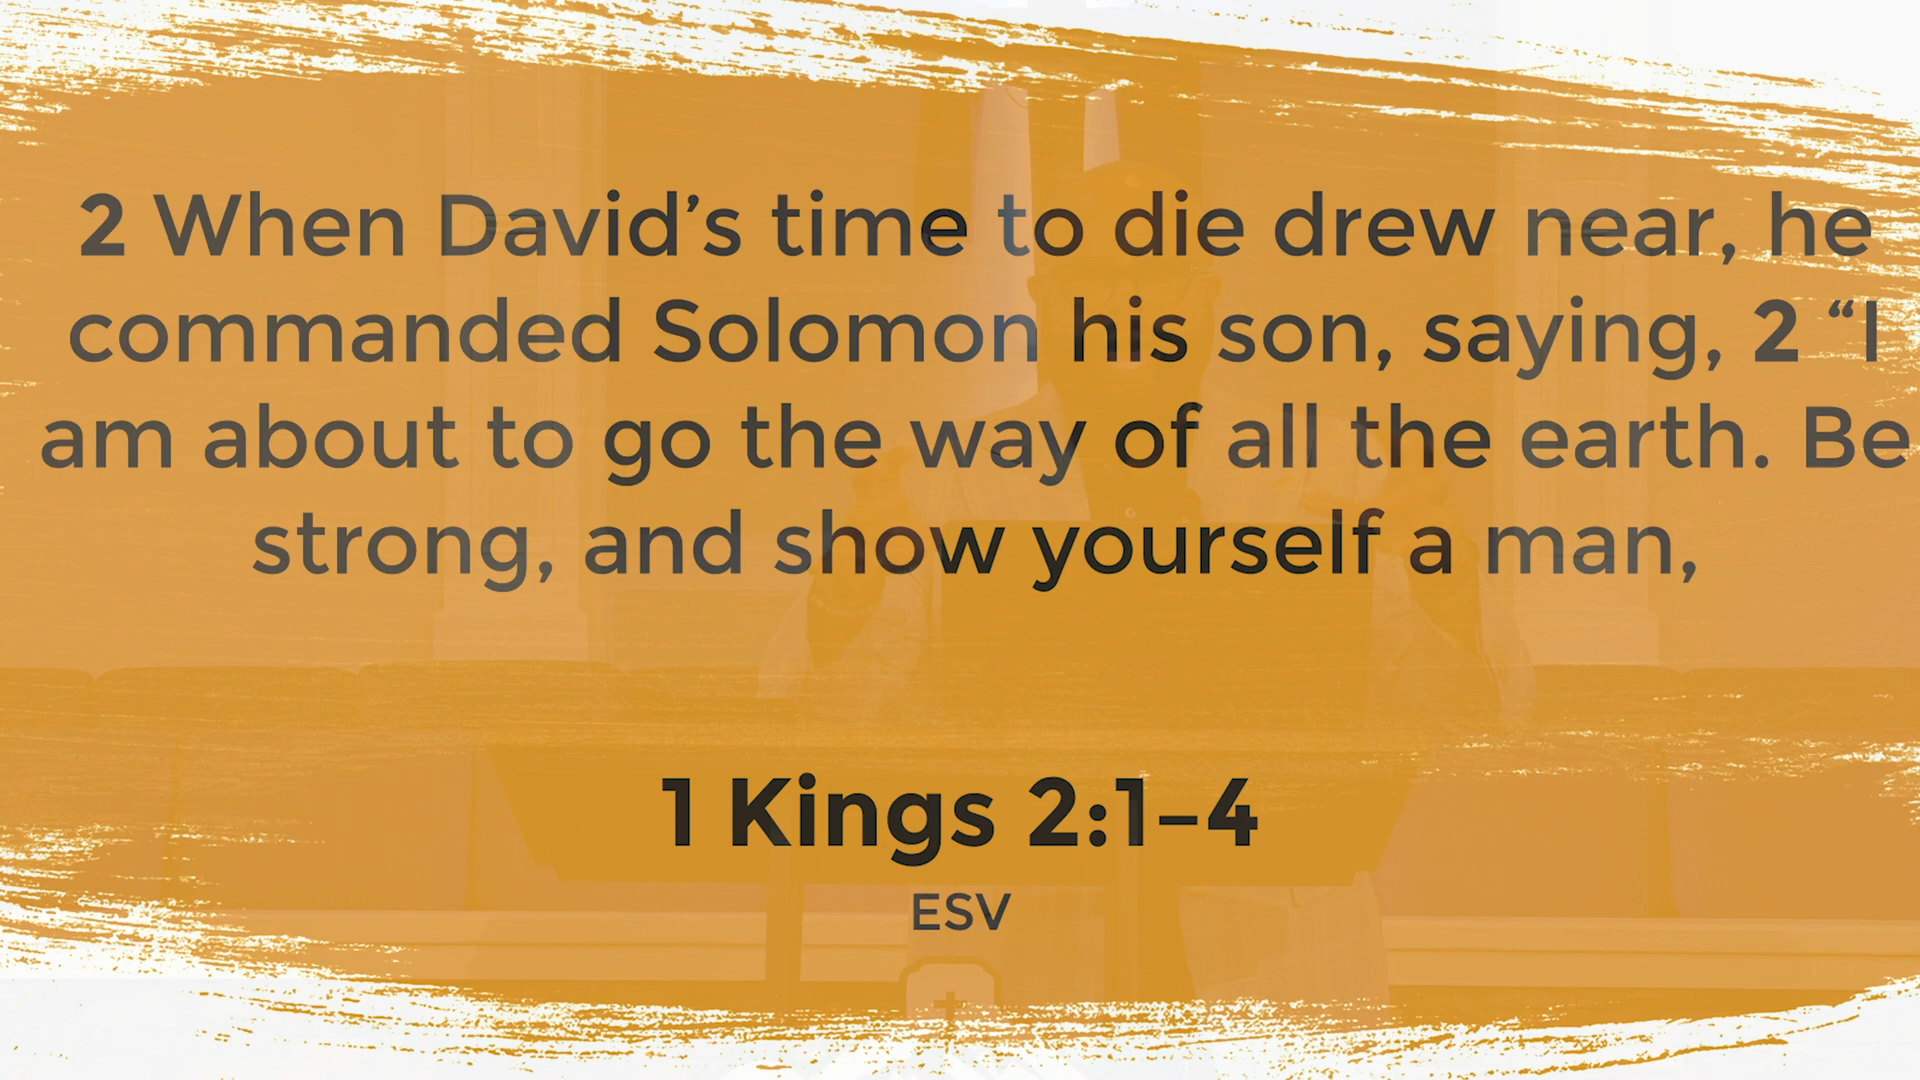 2 When David’s time to die drew near, he
commanded Solomon his son, saying, 2 “I
am about to go the way of all the earth. Be
strong, and show yourself a man,
1 Kings 2:1–4
ESV